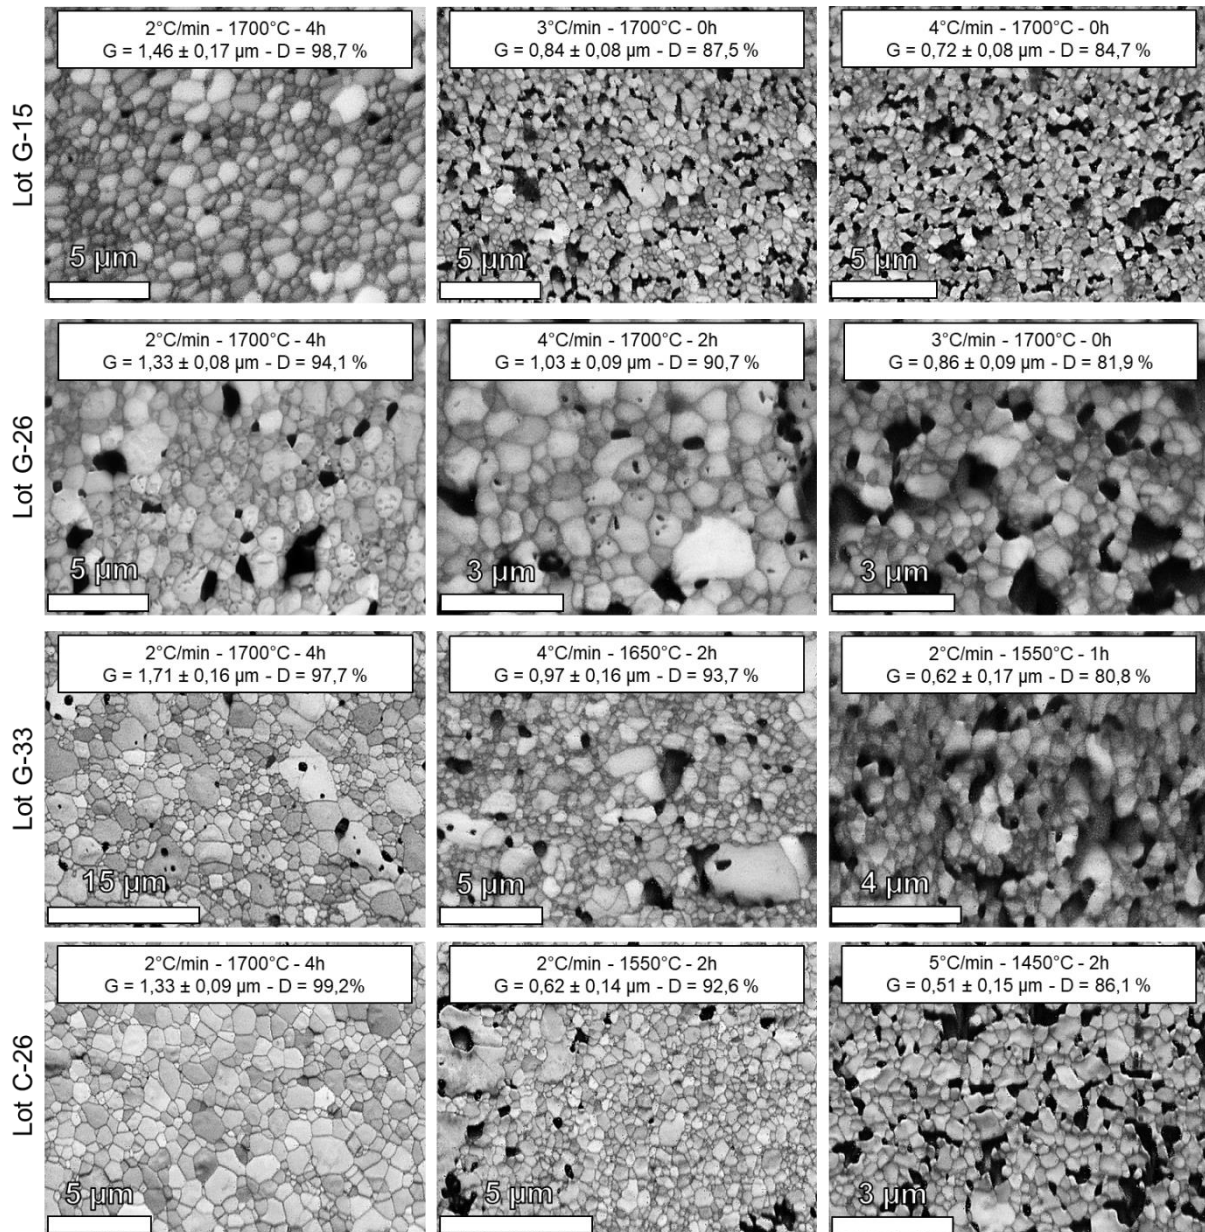 Lot G-15
2°C/min - 1700°C - 4h
G = 1,46 ± 0,17 µm - D = 98,7 %
5 µm
3°C/min - 1700°C - 0h
G = 0,84 ± 0,08 µm - D = 87,5 %
5 µm
4°C/min - 1700°C - 0h
G = 0,72 ± 0,08 µm - D = 84,7 %
5 µm
Lot G-26
2°C/min - 1700°C - 4h
G = 1,33 ± 0,08 µm - D = 94,1 %
5 µm
4°C/min - 1700°C - 2h
G = 1,03 ± 0,09 µm - D = 90,7 %
3 µm
3°C/min - 1700°C - 0h
G = 0,86 ± 0,09 µm - D = 81,9 %
3 µm
Lot G-33
2°C/min - 1700°C - 4h
G = 1,71 ± 0,16 µm - D = 97,7 %
15 µm
4°C/min - 1650°C - 2h
G = 0,97 ± 0,16 µm - D = 93,7 %
5 µm
2°C/min - 1550°C - 1h
G = 0,62 ± 0,17 µm - D = 80,8 %
4 µm
Lot C-26
2°C/min - 1700°C - 4h
G = 1,33 ± 0,09 µm - D = 99,2%
5 µm
2°C/min - 1550°C - 2h
G = 0,62 ± 0,14 µm - D = 92,6 %
5 µm
5°C/min - 1450°C - 2h
G = 0,51 ± 0,15 µm - D = 86,1 %
3 µm